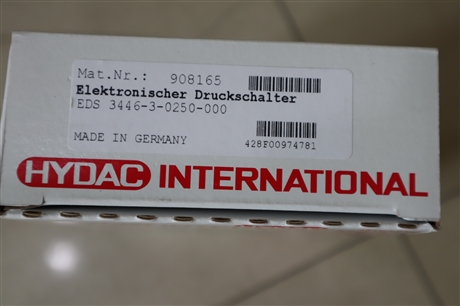 Mat.Nr.: 908165
Elektronischer Druckschalter
EDS 3446-3-0250-000
MADE IN GERMANY
428F00974781
HYDAC INTERNATIONAL